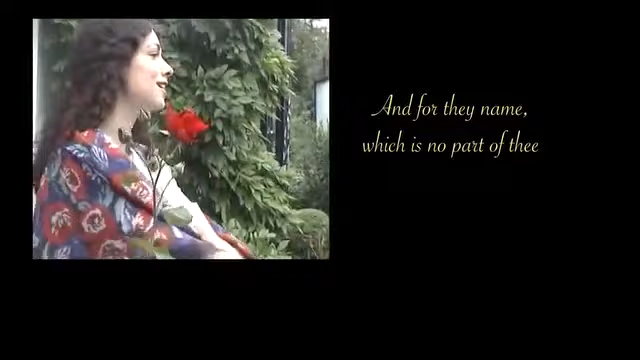 And for they name,
which is no part of thee